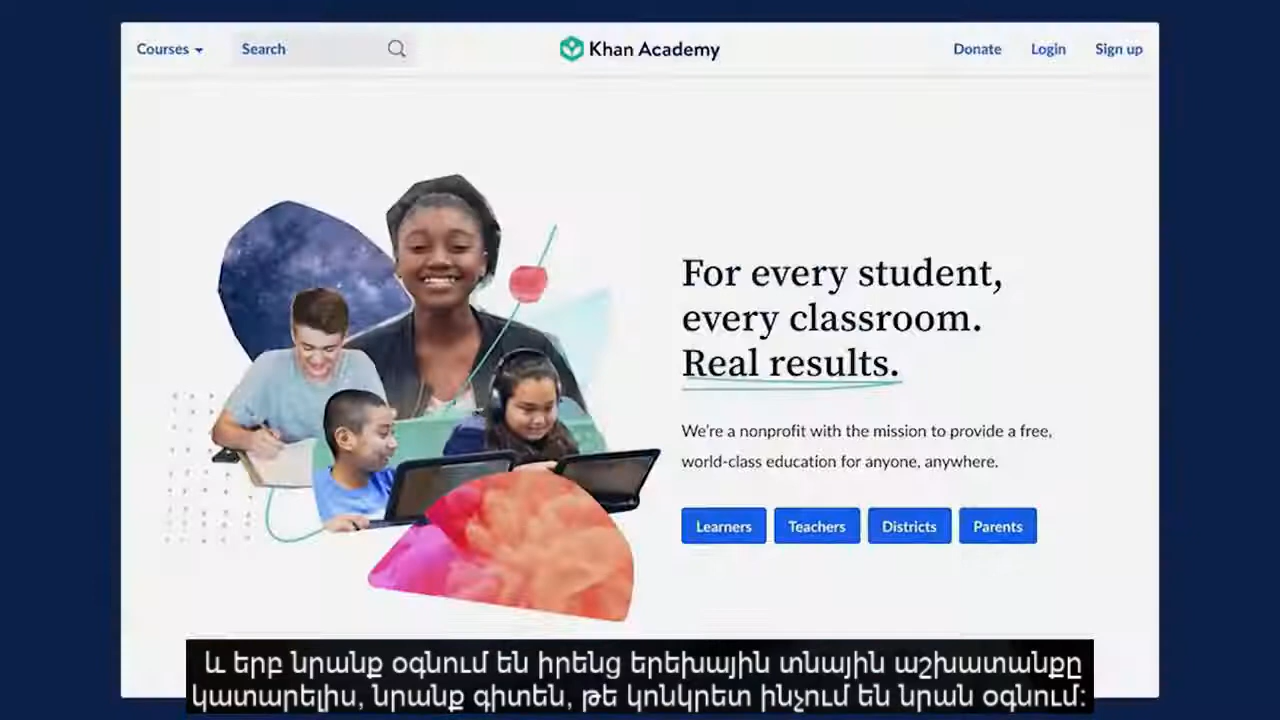 Courses
Search
Khan Academy
Donate
Login
Sign up
For every student,
every classroom.
Real results.
We're a nonprofit with the mission to provide a free,
world-class education for anyone, anywhere.
Learners
Teachers
Districts
Parents
և երբ նրանք օգնում են իրենց երեխային տնային աշխատանքը
կատարելիս, նրանք գիտեն, թե կոնկրետ ինչում են նրան օգնում: